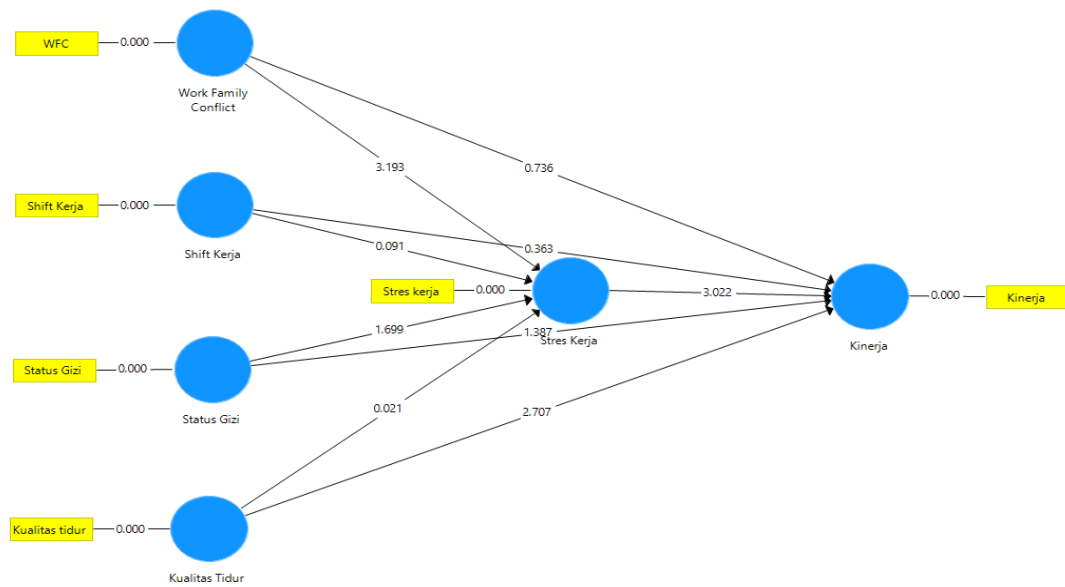 WFC
0.000
Work Family
Conflict
3.193
0.736
Shift Kerja
0.000
Shift Kerja
0.091
0.363
Stres kerja
0.000
3.022
0.000
Kinerja
Stres Kerja
Kinerja
1.699
1.387
Status Gizi
0.000
Status Gizi
0.021
2.707
Kualitas tidur
0.000
Kualitas Tidur